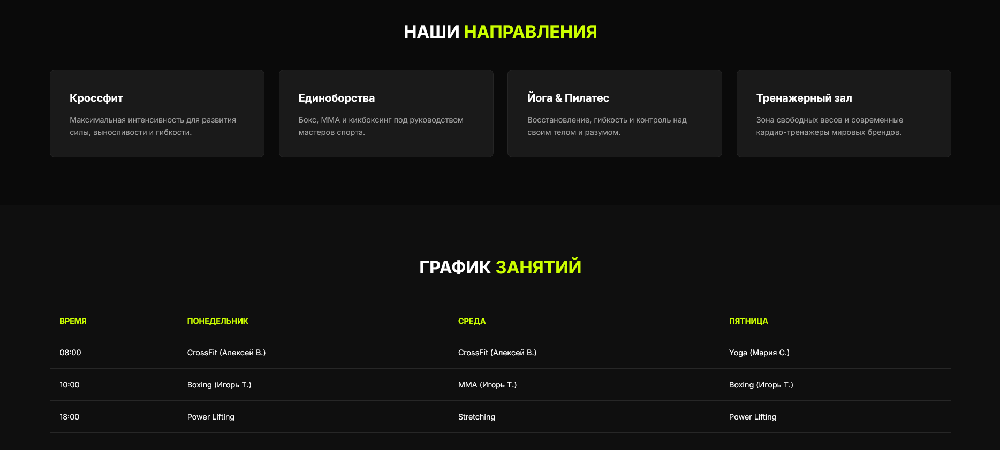 НАШИ НАПРАВЛЕНИЯ
Кроссфит
Максимальная интенсивность для развития
силы, выносливости и гибкости.
Единоборства
Бокс, ММА и кикбоксинг под руководством
мастеров спорта.
Йога & Пилатес
Восстановление, гибкость и контроль над
своим телом и разумом.
Тренажерный зал
Зона свободных весов и современные
кардио-тренажеры мировых брендов.
ГРАФИК ЗАНЯТИЙ
ВРЕМЯ ПОНЕДЕЛЬНИК СРЕДА ПЯТНИЦА
08:00 CrossFit (Алексей В.) CrossFit (Алексей В.) Yoga (Мария С.)
10:00 Boxing (Игорь Т.) MMA (Игорь Т.) Boxing (Игорь Т.)
18:00 Power Lifting Stretching Power Lifting